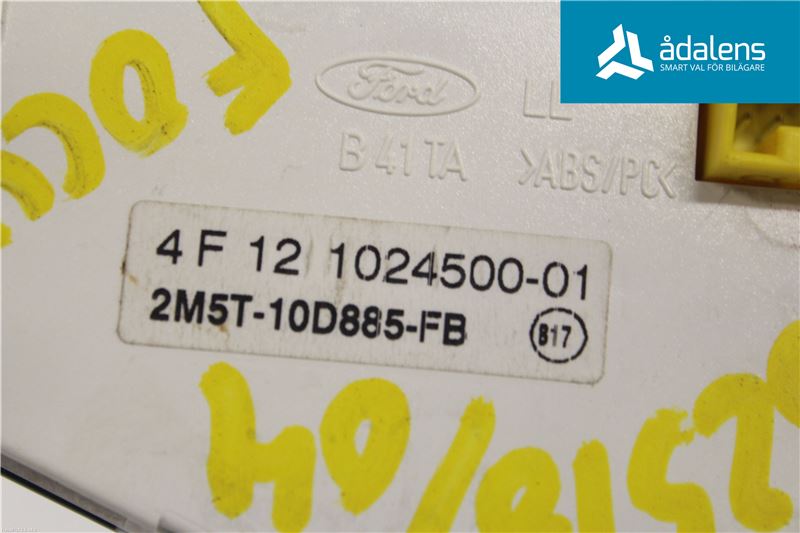 ådalens
SMART VAL FÖR BILÄGARE
Ford
LL
B 41 TA
>ABS/PC<
4 F 12 1024500-01
2M5T-10D885-FB
B17
FOCU